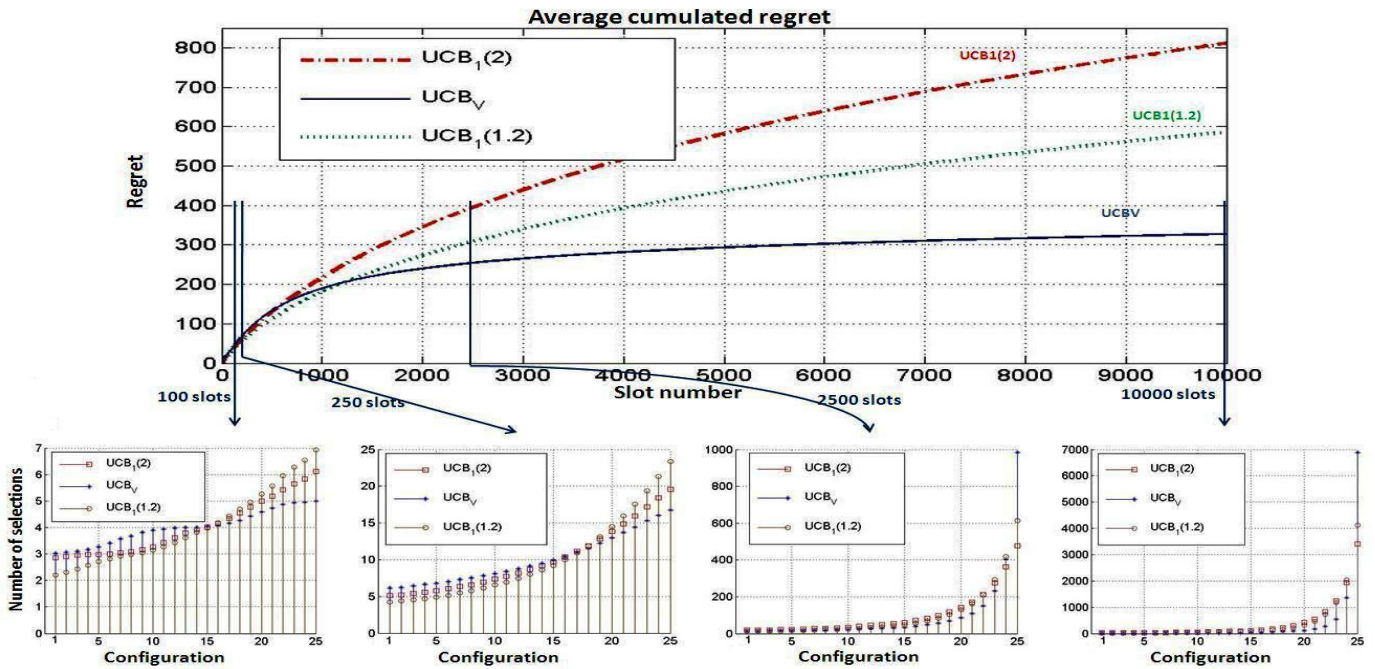 Average cumulated regret
800
700
600
500
400
300
200
100
0
Regret
UCB₁(2)
UCBᵥ
UCB₁(1.2)
UCB1(2)
UCB1(1.2)
UCBV
0 1000 2000 3000 4000 5000 6000 7000 8000 9000 10000
Slot number
100 slots
250 slots
2500 slots
10000 slots
Number of selections
7
6
5
4
3
2
1
0
UCB₁(2)
UCBᵥ
UCB₁(1.2)
1 5 10 15 20 25
Configuration
25
20
15
10
5
0
UCB₁(2)
UCBᵥ
UCB₁(1.2)
1 5 10 15 20 25
Configuration
1000
800
600
400
200
0
UCB₁(2)
UCBᵥ
UCB₁(1.2)
1 5 10 15 20 25
Configuration
7000
6000
5000
4000
3000
2000
1000
0
UCB₁(2)
UCBᵥ
UCB₁(1.2)
1 5 10 15 20 25
Configuration